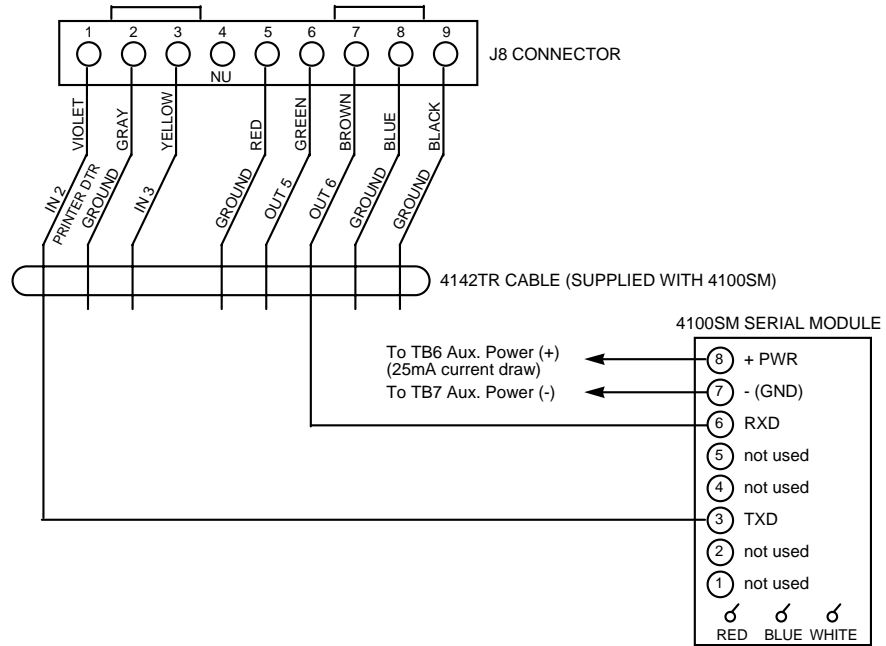 1 2 3 4 5 6 7 8 9
J8 CONNECTOR
NU
VIOLET
GRAY
YELLOW
RED
GREEN
BROWN
BLUE
BLACK
IN 2
PRINTER DTR
GROUND
IN 3
GROUND
OUT 5
OUT 6
GROUND
GROUND
4142TR CABLE (SUPPLIED WITH 4100SM)
4100SM SERIAL MODULE
To TB6 Aux. Power (+)
(25mA current draw)
To TB7 Aux. Power (-)
8 + PWR
7 - (GND)
6 RXD
5 not used
4 not used
3 TXD
2 not used
1 not used
RED BLUE WHITE